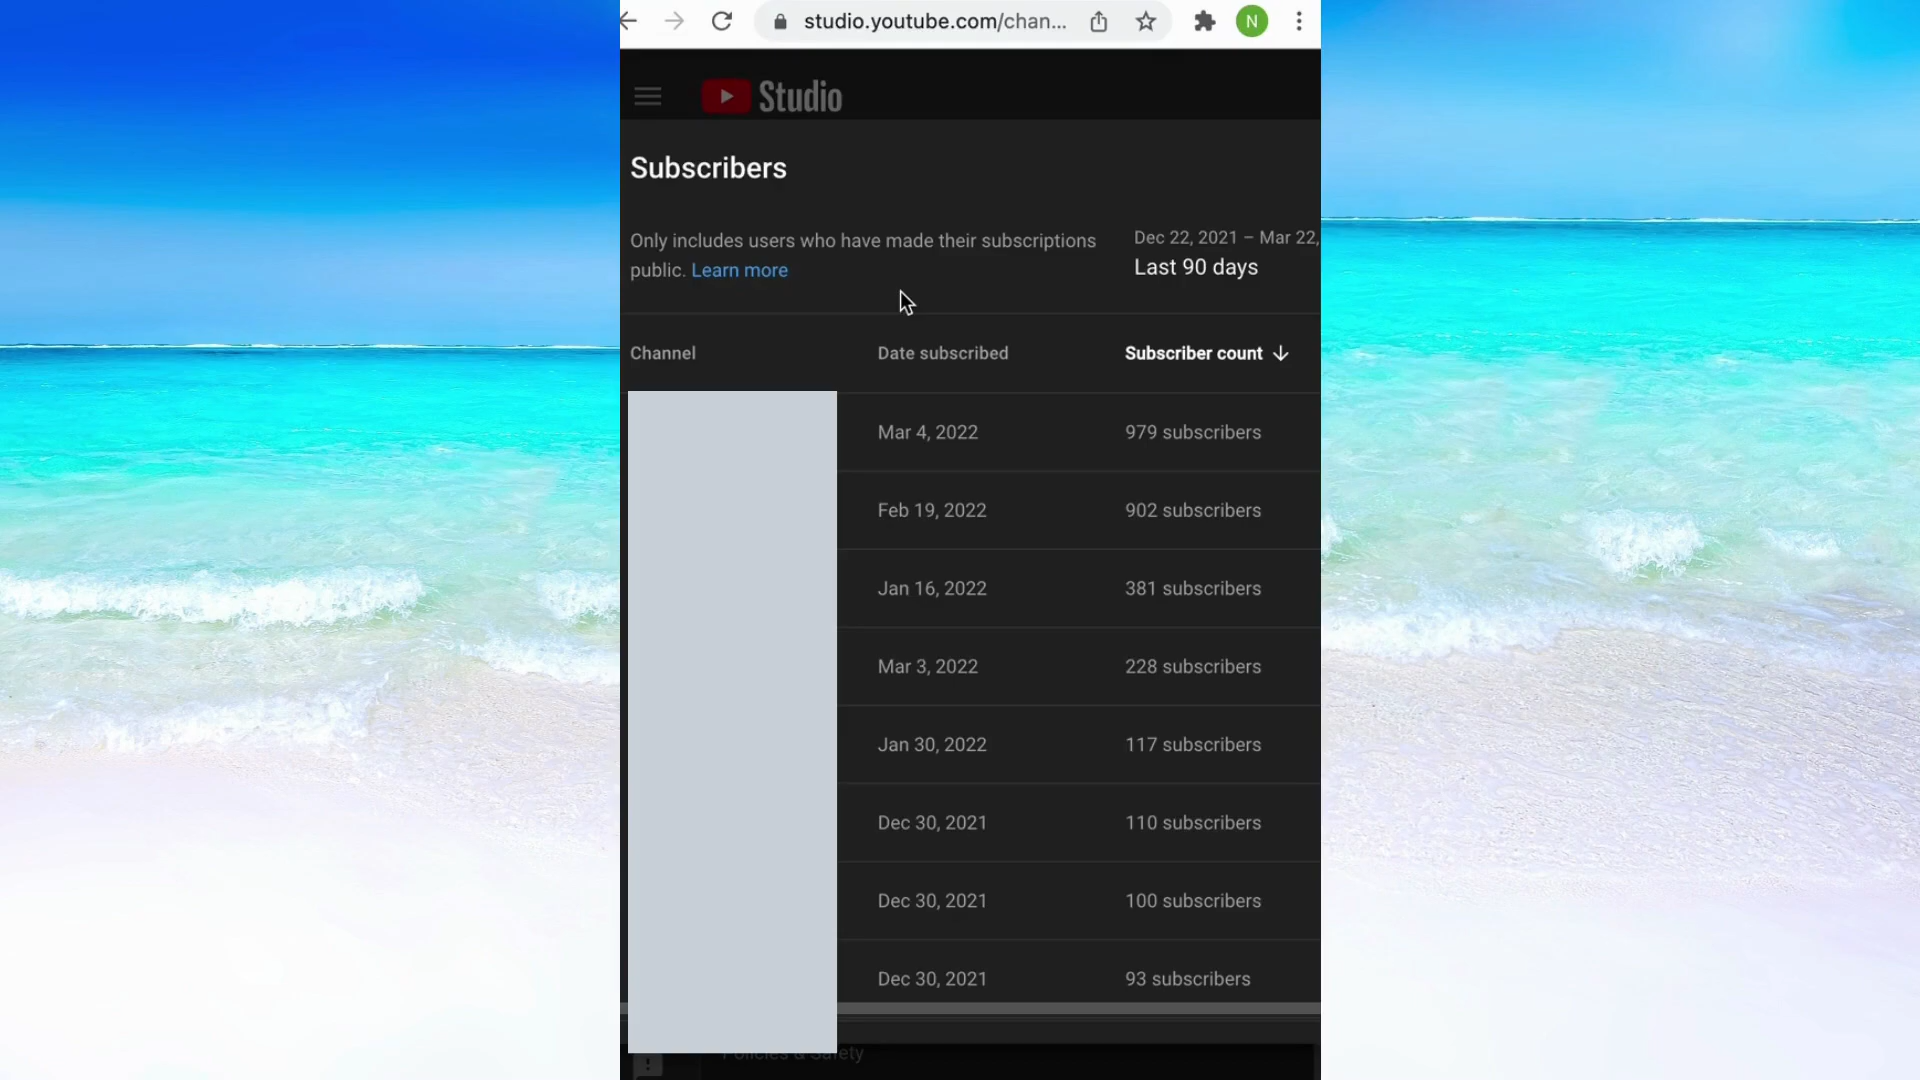 studio.youtube.com/chan...
N
Studio
Subscribers
Only includes users who have made their subscriptions
public. Learn more
Dec 22, 2021 – Mar 22,
Last 90 days
Channel
Date subscribed
Subscriber count
Mar 4, 2022
979 subscribers
Feb 19, 2022
902 subscribers
Jan 16, 2022
381 subscribers
Mar 3, 2022
228 subscribers
Jan 30, 2022
117 subscribers
Dec 30, 2021
110 subscribers
Dec 30, 2021
100 subscribers
Dec 30, 2021
93 subscribers
Policies & Safety